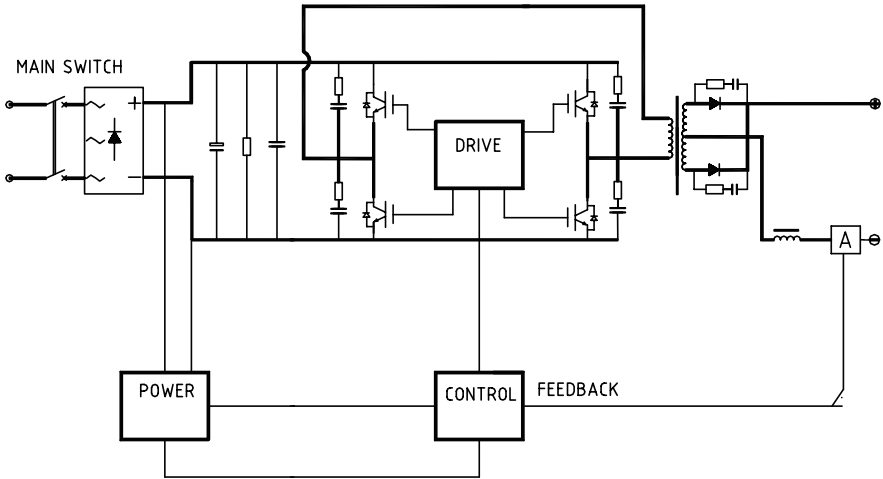 MAIN SWITCH
+
−
DRIVE
A
POWER
CONTROL
FEEDBACK